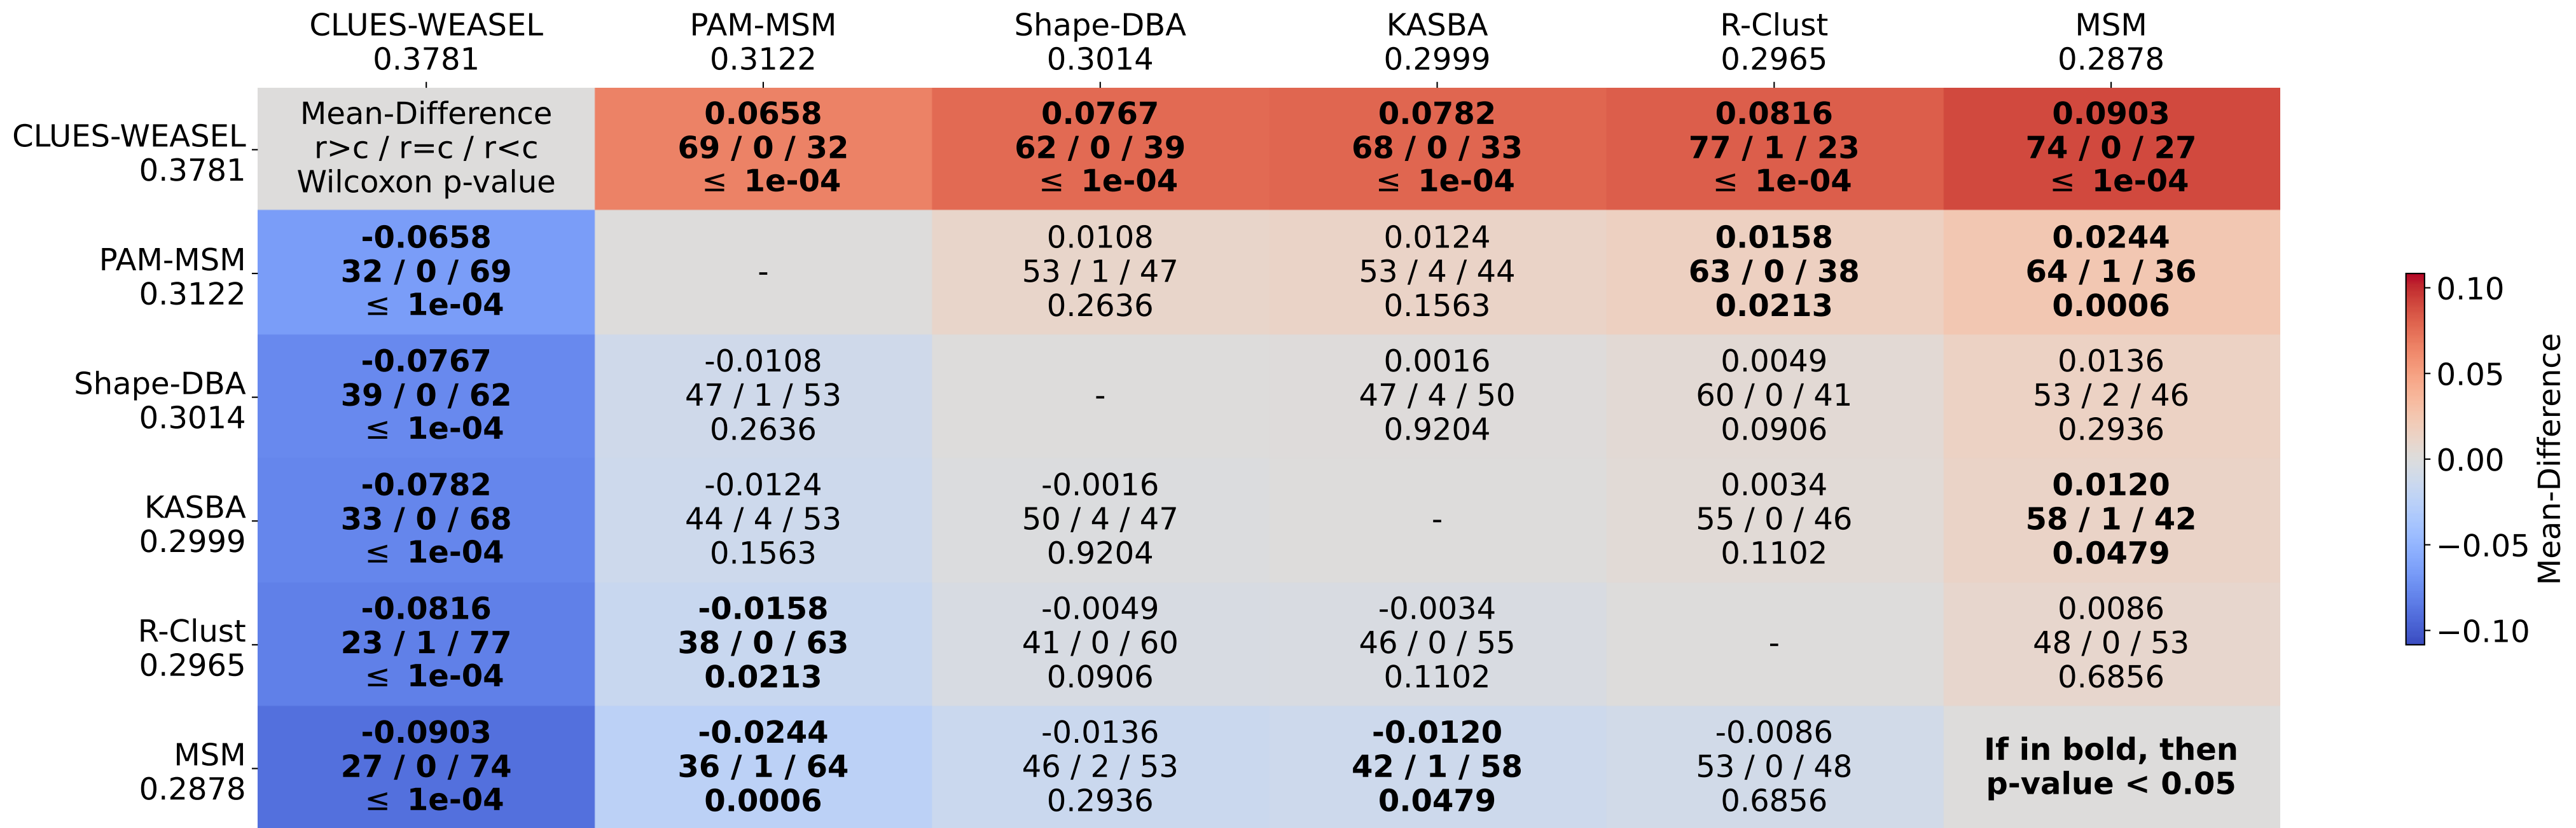 CLUES-WEASEL PAM-MSM Shape-DBA KASBA R-Clust MSM
0.3781 0.3122 0.3014 0.2999 0.2965 0.2878
CLUES-WEASEL
0.3781
Mean-Difference
r>c / r=c / r<c
Wilcoxon p-value
0.0658
69 / 0 / 32
≤ 1e-04
0.0767
62 / 0 / 39
≤ 1e-04
0.0782
68 / 0 / 33
≤ 1e-04
0.0816
77 / 1 / 23
≤ 1e-04
0.0903
74 / 0 / 27
≤ 1e-04
PAM-MSM
0.3122
-0.0658
32 / 0 / 69
≤ 1e-04
-
0.0108
53 / 1 / 47
0.2636
0.0124
53 / 4 / 44
0.1563
0.0158
63 / 0 / 38
0.0213
0.0244
64 / 1 / 36
0.0006
Shape-DBA
0.3014
-0.0767
39 / 0 / 62
≤ 1e-04
-0.0108
47 / 1 / 53
0.2636
-
0.0016
47 / 4 / 50
0.9204
0.0049
60 / 0 / 41
0.0906
0.0136
53 / 2 / 46
0.2936
KASBA
0.2999
-0.0782
33 / 0 / 68
≤ 1e-04
-0.0124
44 / 4 / 53
0.1563
-0.0016
50 / 4 / 47
0.9204
-
0.0034
55 / 0 / 46
0.1102
0.0120
58 / 1 / 42
0.0479
R-Clust
0.2965
-0.0816
23 / 1 / 77
≤ 1e-04
-0.0158
38 / 0 / 63
0.0213
-0.0049
41 / 0 / 60
0.0906
-0.0034
46 / 0 / 55
0.1102
-
0.0086
48 / 0 / 53
0.6856
MSM
0.2878
-0.0903
27 / 0 / 74
≤ 1e-04
-0.0244
36 / 1 / 64
0.0006
-0.0136
46 / 2 / 53
0.2936
-0.0120
42 / 1 / 58
0.0479
-0.0086
53 / 0 / 48
0.6856
If in bold, then
p-value < 0.05
0.10
0.05
0.00
−0.05
−0.10
Mean-Difference